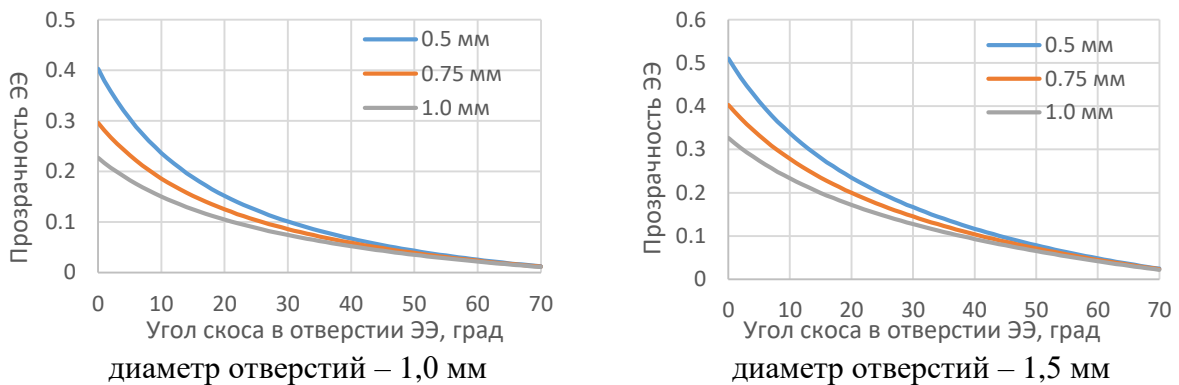 0.5
0.4
0.3
0.2
0.1
0
Прозрачность ЭЭ
0.5 мм
0.75 мм
1.0 мм
0 10 20 30 40 50 60 70
Угол скоса в отверстии ЭЭ, град
диаметр отверстий – 1,0 мм
0.6
0.5
0.4
0.3
0.2
0.1
0
Прозрачность ЭЭ
0.5 мм
0.75 мм
1.0 мм
0 10 20 30 40 50 60 70
Угол скоса в отверстии ЭЭ, град
диаметр отверстий – 1,5 мм